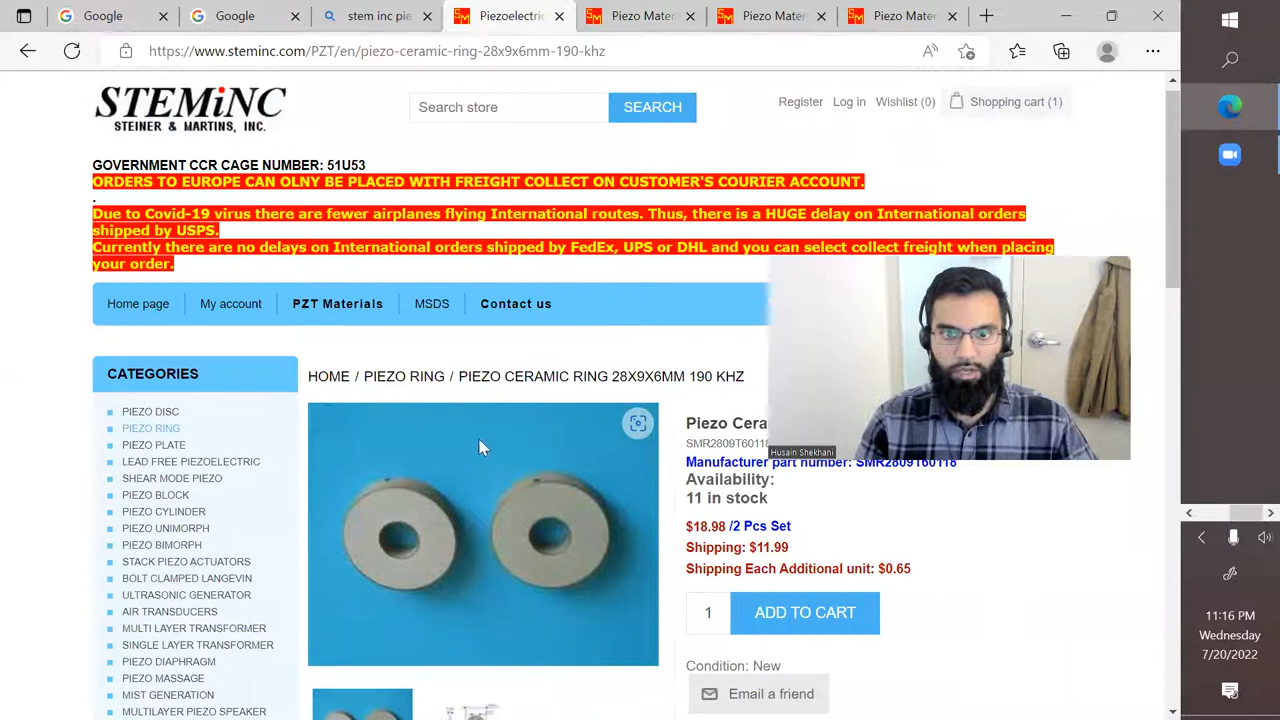 Google
Google
stem inc pie
Piezoelectric
Piezo Mater
Piezo Mater
Piezo Mater
https://www.steminc.com/PZT/en/piezo-ceramic-ring-28x9x6mm-190-khz
STEMiNC
STEINER & MARTINS, INC.
Search store
SEARCH
Register
Log in
Wishlist (0)
Shopping cart (1)
GOVERNMENT CCR CAGE NUMBER: 51U53
ORDERS TO EUROPE CAN OLNY BE PLACED WITH FREIGHT COLLECT ON CUSTOMER'S COURIER ACCOUNT.
.
Due to Covid-19 virus there are fewer airplanes flying International routes. Thus, there is a HUGE delay on International orders
shipped by USPS.
Currently there are no delays on International orders shipped by FedEx, UPS or DHL and you can select collect freight when placing
your order.
Home page
My account
PZT Materials
MSDS
Contact us
CATEGORIES
PIEZO DISC
PIEZO RING
PIEZO PLATE
LEAD FREE PIEZOELECTRIC
SHEAR MODE PIEZO
PIEZO BLOCK
PIEZO CYLINDER
PIEZO UNIMORPH
PIEZO BIMORPH
STACK PIEZO ACTUATORS
BOLT CLAMPED LANGEVIN
ULTRASONIC GENERATOR
AIR TRANSDUCERS
MULTI LAYER TRANSFORMER
SINGLE LAYER TRANSFORMER
PIEZO DIAPHRAGM
PIEZO MASSAGE
MIST GENERATION
MULTILAYER PIEZO SPEAKER
HOME / PIEZO RING / PIEZO CERAMIC RING 28X9X6MM 190 KHZ
Piezo Cera
SMR2809T60118
Manufacturer part number: SMR2809T60118
Availability:
11 in stock
$18.98 /2 Pcs Set
Shipping: $11.99
Shipping Each Additional unit: $0.65
1
ADD TO CART
Condition: New
Email a friend
Husain Shekhani
11:16 PM
Wednesday
7/20/2022